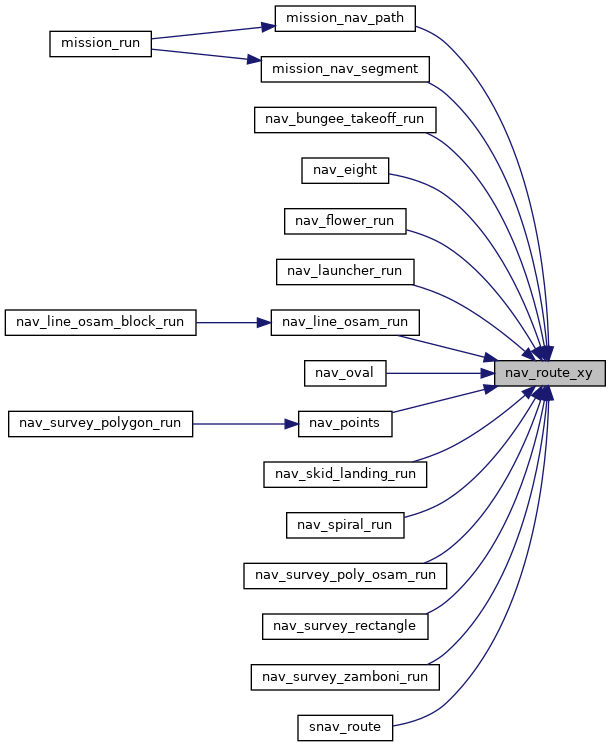 mission_nav_path
mission_run
mission_nav_segment
nav_bungee_takeoff_run
nav_eight
nav_flower_run
nav_launcher_run
nav_line_osam_block_run
nav_line_osam_run
nav_oval
nav_route_xy
nav_survey_polygon_run
nav_points
nav_skid_landing_run
nav_spiral_run
nav_survey_poly_osam_run
nav_survey_rectangle
nav_survey_zamboni_run
snav_route